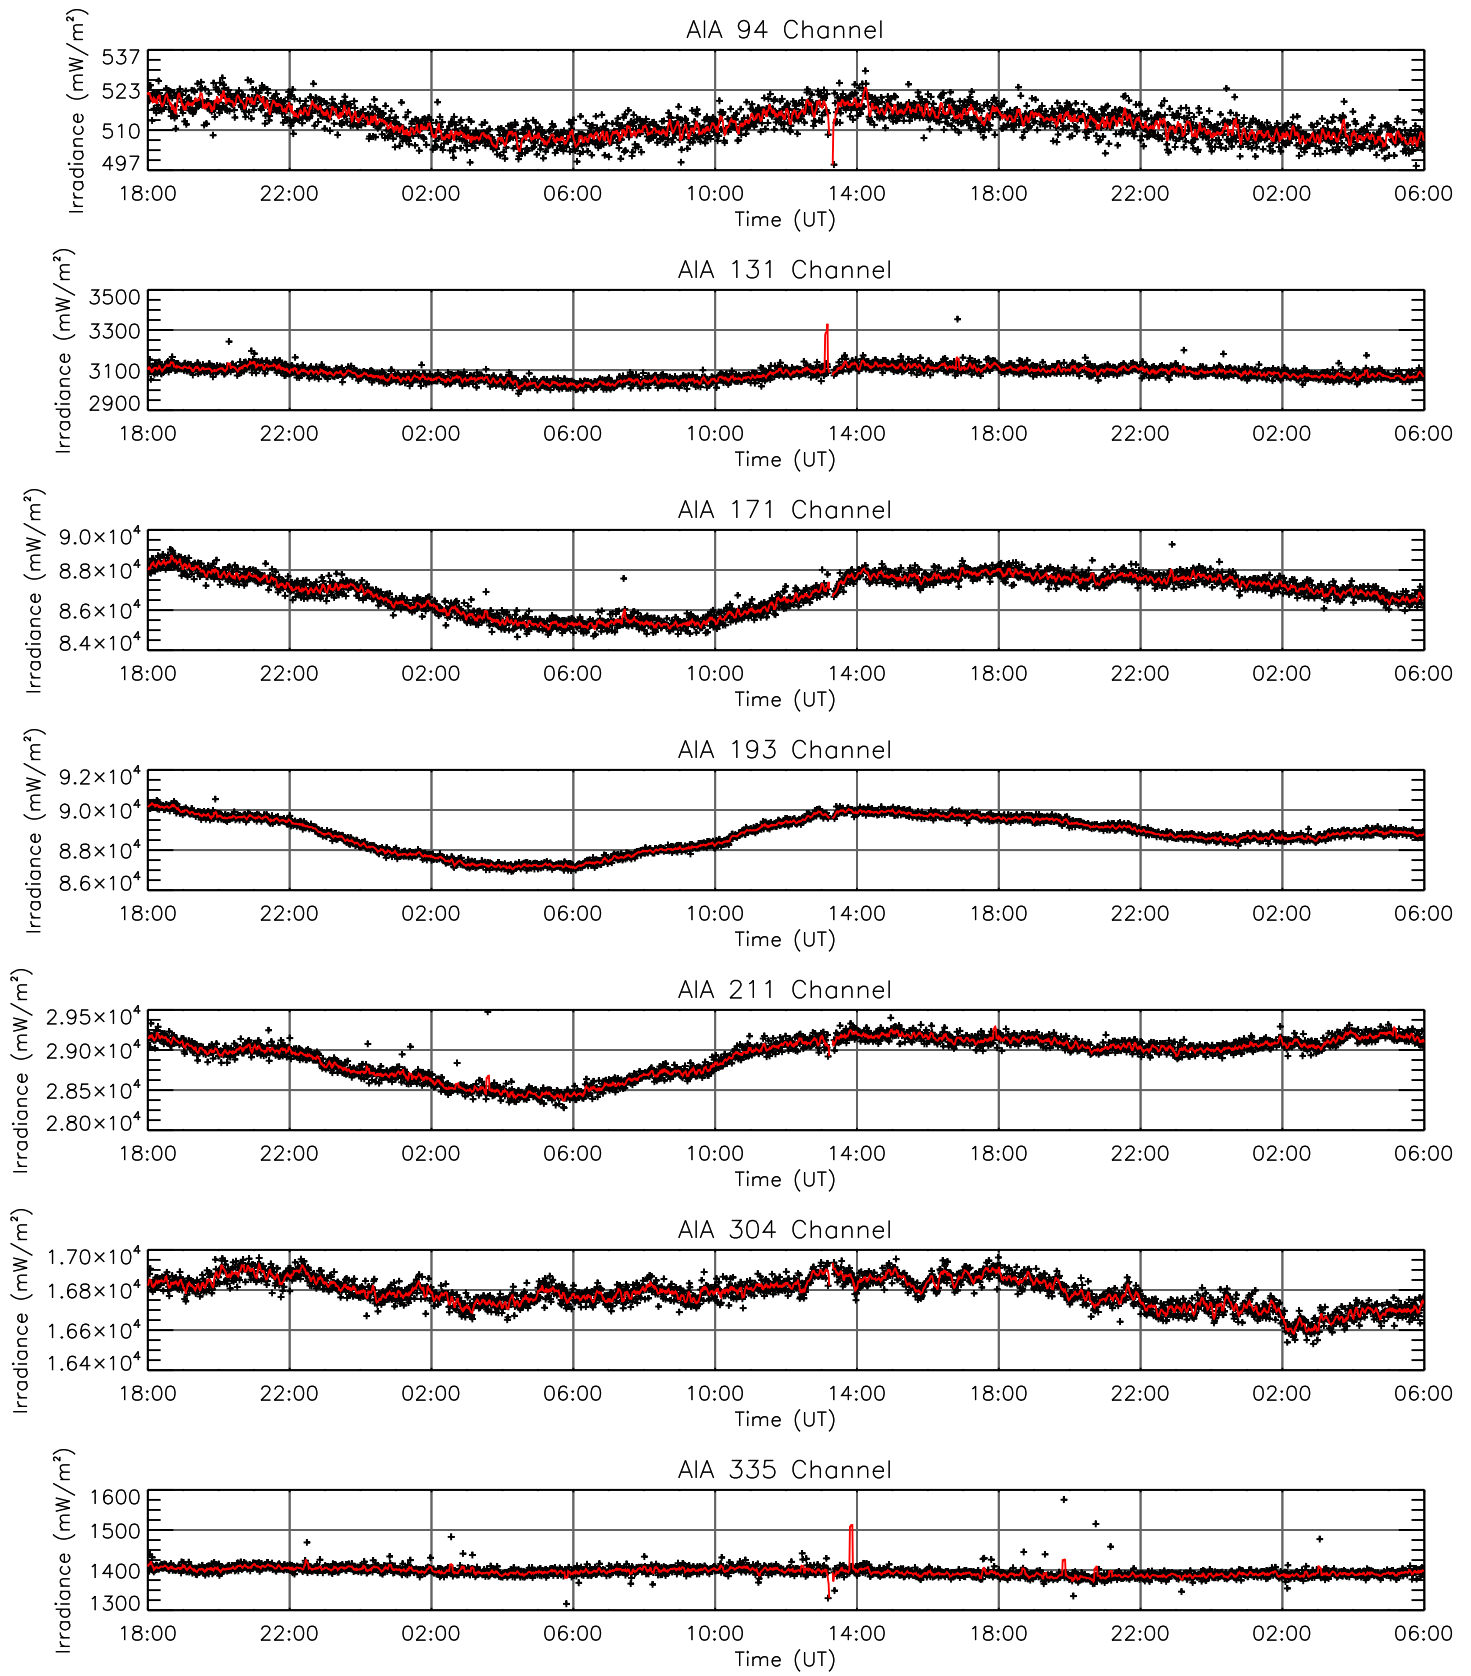 AIA 94 Channel
Irradiance (mW/m²)
537
523
510
497
18:00 22:00 02:00 06:00 10:00 14:00 18:00 22:00 02:00 06:00
Time (UT)
AIA 131 Channel
Irradiance (mW/m²)
3500
3300
3100
2900
18:00 22:00 02:00 06:00 10:00 14:00 18:00 22:00 02:00 06:00
Time (UT)
AIA 171 Channel
Irradiance (mW/m²)
9.0×10⁴
8.8×10⁴
8.6×10⁴
8.4×10⁴
18:00 22:00 02:00 06:00 10:00 14:00 18:00 22:00 02:00 06:00
Time (UT)
AIA 193 Channel
Irradiance (mW/m²)
9.2×10⁴
9.0×10⁴
8.8×10⁴
8.6×10⁴
18:00 22:00 02:00 06:00 10:00 14:00 18:00 22:00 02:00 06:00
Time (UT)
AIA 211 Channel
Irradiance (mW/m²)
2.95×10⁴
2.90×10⁴
2.85×10⁴
2.80×10⁴
18:00 22:00 02:00 06:00 10:00 14:00 18:00 22:00 02:00 06:00
Time (UT)
AIA 304 Channel
Irradiance (mW/m²)
1.70×10⁴
1.68×10⁴
1.66×10⁴
1.64×10⁴
18:00 22:00 02:00 06:00 10:00 14:00 18:00 22:00 02:00 06:00
Time (UT)
AIA 335 Channel
Irradiance (mW/m²)
1600
1500
1400
1300
18:00 22:00 02:00 06:00 10:00 14:00 18:00 22:00 02:00 06:00
Time (UT)